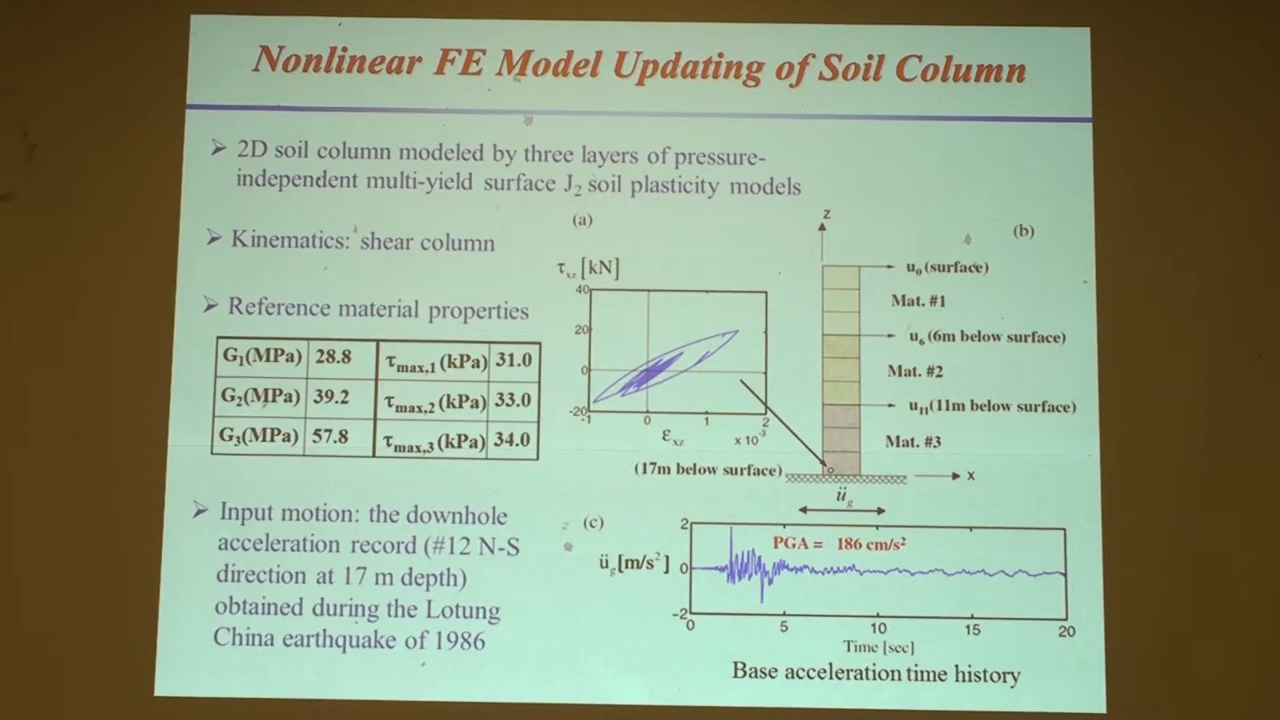 Nonlinear FE Model Updating of Soil Column
➢ 2D soil column modeled by three layers of pressure-
independent multi-yield surface J₂ soil plasticity models
➢ Kinematics: shear column
➢ Reference material properties
G₁(MPa) 28.8 τmax,1 (kPa) 31.0
G₂(MPa) 39.2 τmax,2 (kPa) 33.0
G₃(MPa) 57.8 τmax,3 (kPa) 34.0
➢ Input motion: the downhole
acceleration record (#12 N-S
direction at 17 m depth)
obtained during the Lotung
China earthquake of 1986
(a)
τxz [kN]
40
20
0
-20
-1 0 1 2
εxz x 10⁻³
(17m below surface)
z
(b)
u₀ (surface)
Mat. #1
u₆ (6m below surface)
Mat. #2
u₁₁(11m below surface)
Mat. #3
x
üg
(c)
üg[m/s²]
2
0
-2
PGA = 186 cm/s²
0 5 10 15 20
Time [sec]
Base acceleration time history